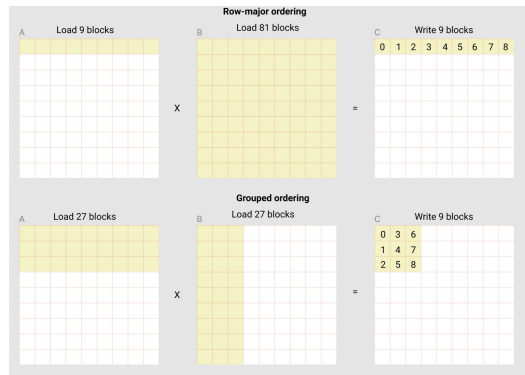 Row-major ordering
A Load 9 blocks
B Load 81 blocks
C Write 9 blocks
0 1 2 3 4 5 6 7 8
X
=
Grouped ordering
A Load 27 blocks
B Load 27 blocks
C Write 9 blocks
0 3 6
1 4 7
2 5 8
X
=